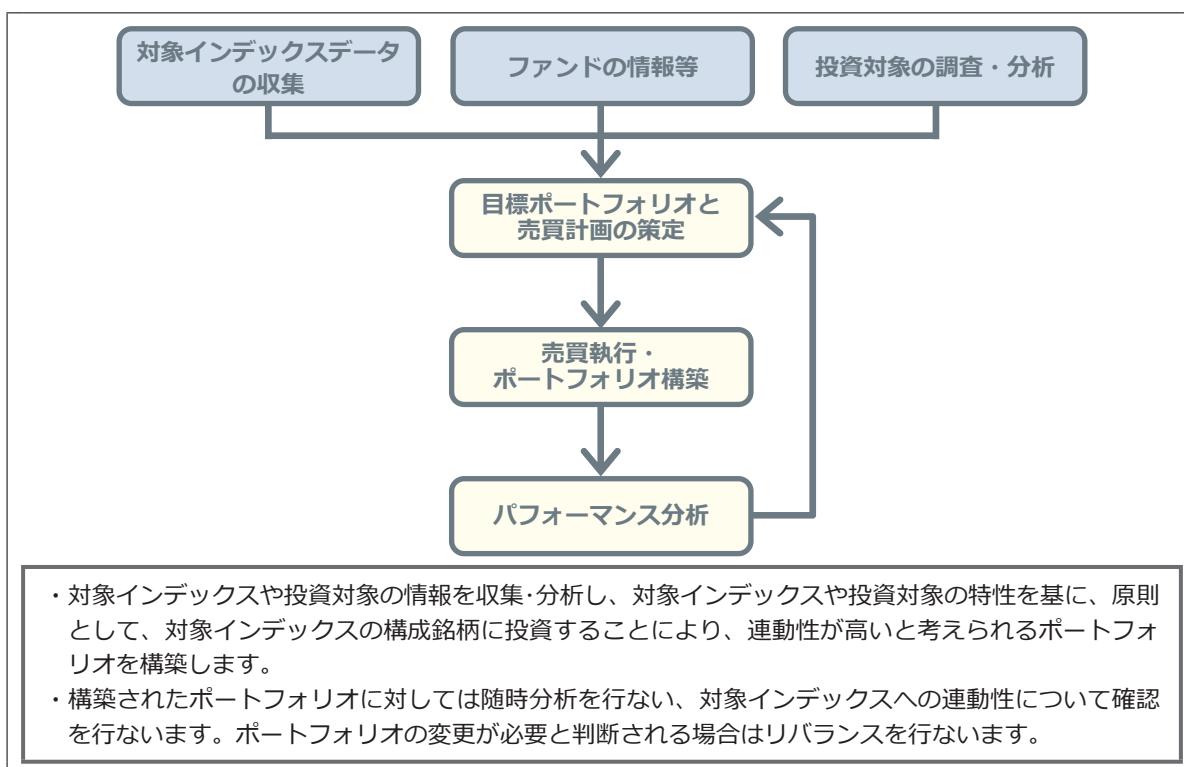 対象インデックスデータ
の収集
ファンドの情報等
投資対象の調査・分析
目標ポートフォリオと
売買計画の策定
売買執行・
ポートフォリオ構築
パフォーマンス分析
・対象インデックスや投資対象の情報を収集･分析し、対象インデックスや投資対象の特性を基に、原則
として、対象インデックスの構成銘柄に投資することにより、連動性が高いと考えられるポートフォ
リオを構築します。
・構築されたポートフォリオに対しては随時分析を行ない、対象インデックスへの連動性について確認
を行ないます。ポートフォリオの変更が必要と判断される場合はリバランスを行ないます。